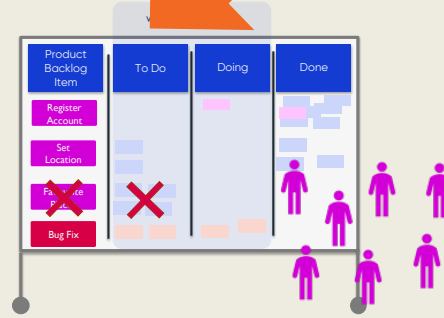 Product
Backlog
Item
To Do
Doing
Done
Register
Account
Set
Location
Bug Fix